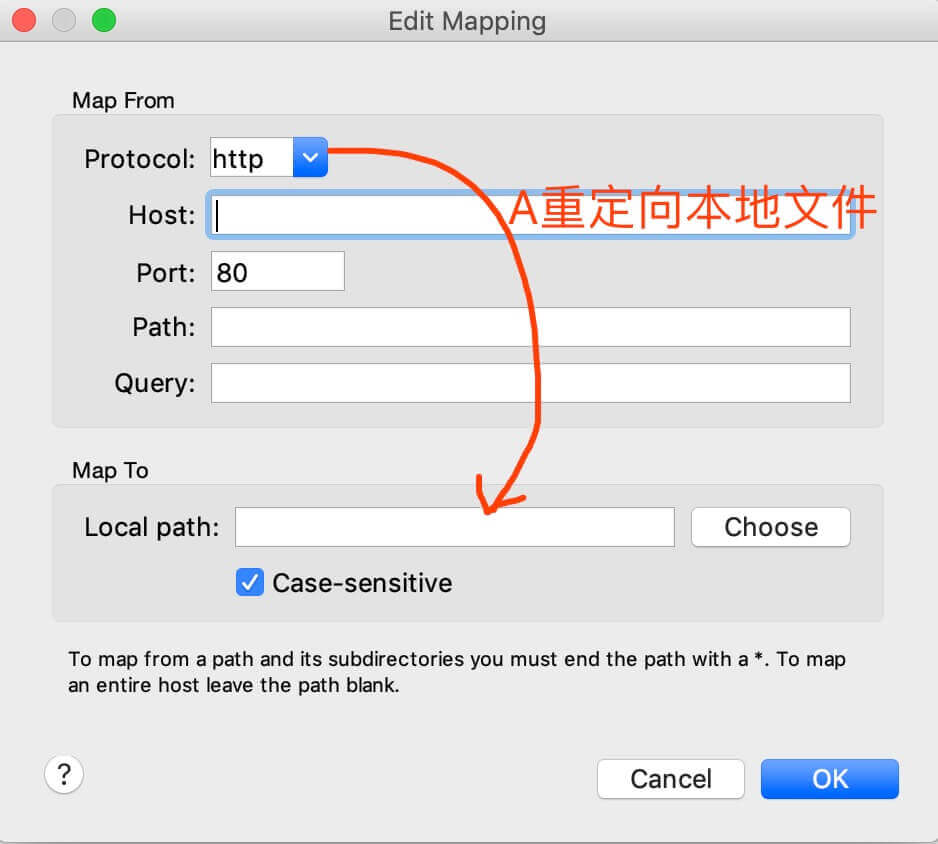 Edit Mapping
Map From
Protocol: http
Host:
A重定向本地文件
Port: 80
Path:
Query:
Map To
Local path:
Choose
Case-sensitive
To map from a path and its subdirectories you must end the path with a *. To map
an entire host leave the path blank.
?
Cancel
OK